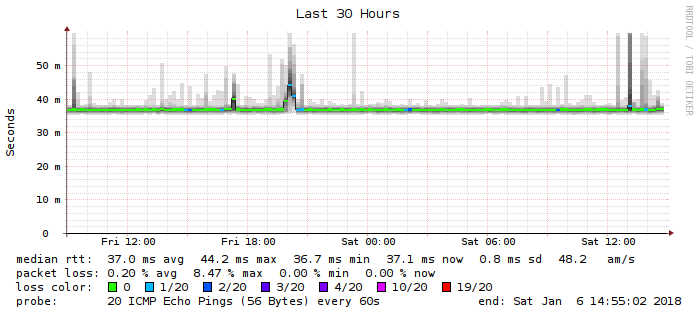 Last 30 Hours
RRDTOOL / TOBI OETIKER
Seconds
50 m
40 m
30 m
20 m
10 m
0
Fri 12:00 Fri 18:00 Sat 00:00 Sat 06:00 Sat 12:00
median rtt: 37.0 ms avg 44.2 ms max 36.7 ms min 37.1 ms now 0.8 ms sd 48.2 am/s
packet loss: 0.20 % avg 8.47 % max 0.00 % min 0.00 % now
loss color: 0 1/20 2/20 3/20 4/20 10/20 19/20
probe: 20 ICMP Echo Pings (56 Bytes) every 60s end: Sat Jan 6 14:55:02 2018